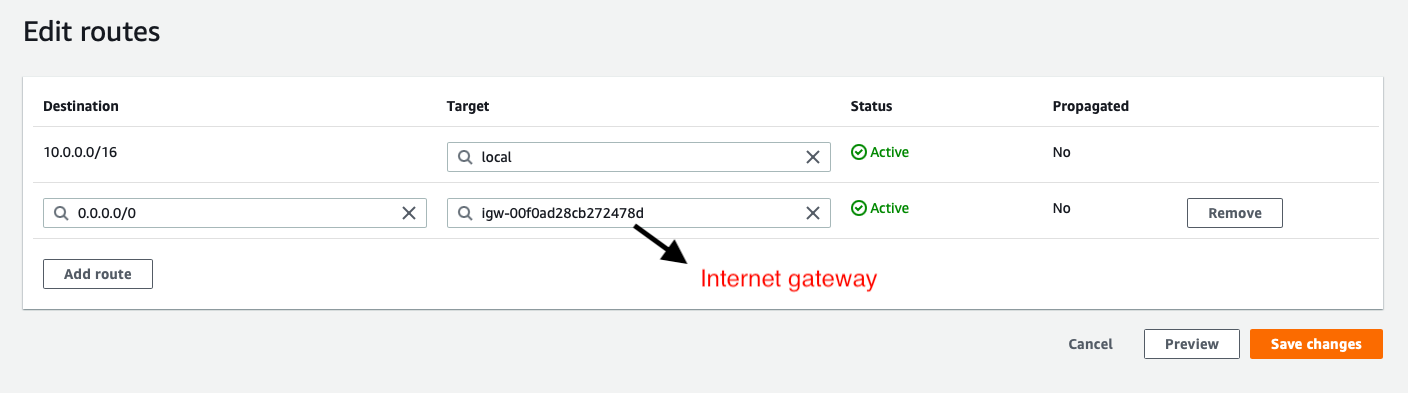 Edit routes
Destination Target Status Propagated
10.0.0.0/16 local Active No
0.0.0.0/0 igw-00f0ad28cb272478d Active No Remove
Add route
Internet gateway
Cancel Preview Save changes